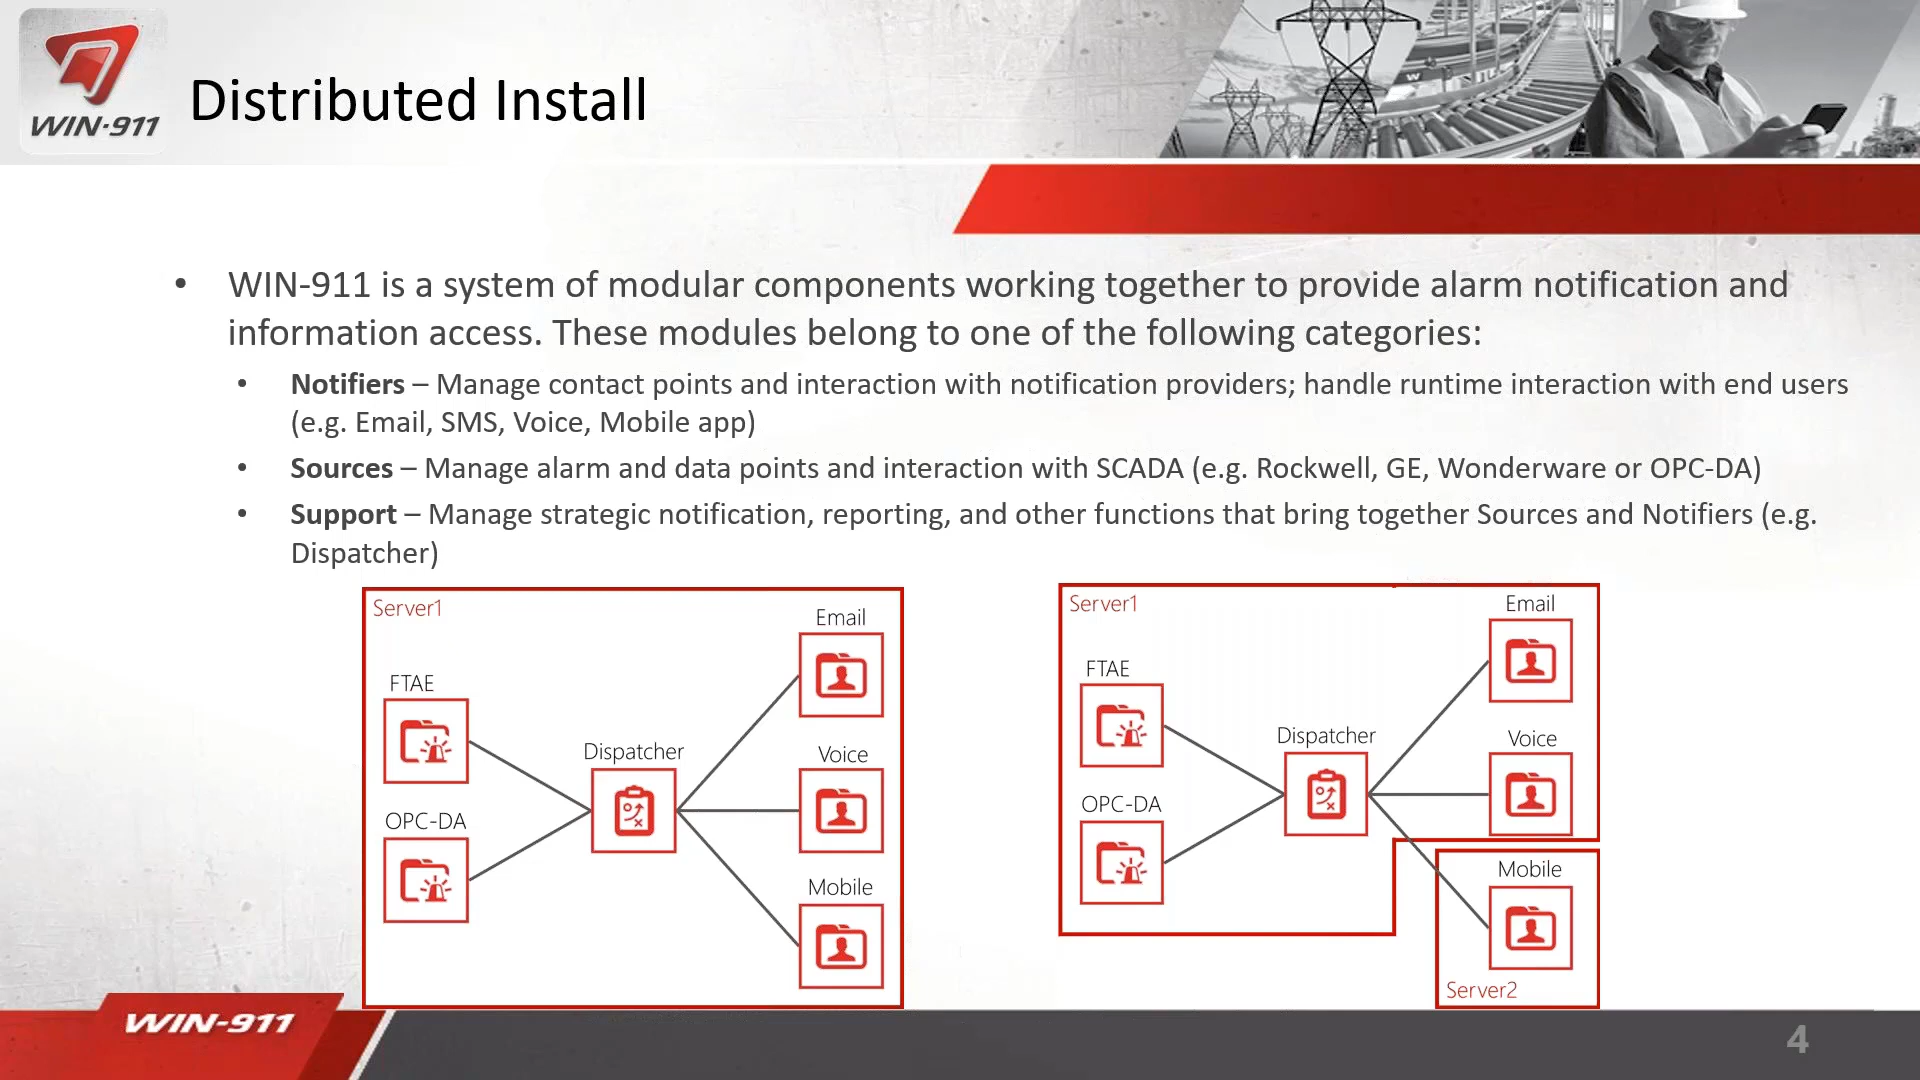 WIN-911
Distributed Install
W
• WIN-911 is a system of modular components working together to provide alarm notification and
information access. These modules belong to one of the following categories:
• Notifiers – Manage contact points and interaction with notification providers; handle runtime interaction with end users
(e.g. Email, SMS, Voice, Mobile app)
• Sources – Manage alarm and data points and interaction with SCADA (e.g. Rockwell, GE, Wonderware or OPC-DA)
• Support – Manage strategic notification, reporting, and other functions that bring together Sources and Notifiers (e.g.
Dispatcher)
Server1
Email
FTAE
Dispatcher
Voice
OPC-DA
Mobile
Server1
Email
FTAE
Dispatcher
Voice
OPC-DA
Mobile
Server2
WIN-911
4